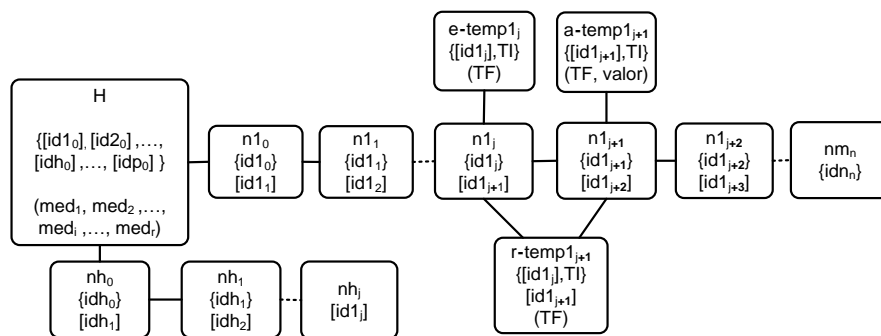 e-temp1ⱼ
{[id1ⱼ],TI}
(TF)
a-temp1ⱼ₊₁
{[id1ⱼ₊₁],TI}
(TF, valor)
H
{[id1₀], [id2₀] ,…,
[idh₀] ,…, [idp₀] }
(med₁, med₂ ,…,
medᵢ ,…, medᵣ)
n1₀
{id1₀}
[id1₁]
n1₁
{id1₁}
[id1₂]
n1ⱼ
{id1ⱼ}
[id1ⱼ₊₁]
n1ⱼ₊₁
{id1ⱼ₊₁}
[id1ⱼ₊₂]
n1ⱼ₊₂
{id1ⱼ₊₂}
[id1ⱼ₊₃]
nmₙ
{idnₙ}
r-temp1ⱼ₊₁
{[id1ⱼ],TI}
[id1ⱼ₊₁]
(TF)
nh₀
{idh₀}
[idh₁]
nh₁
{idh₁}
[idh₂]
nhⱼ
[id1ⱼ]